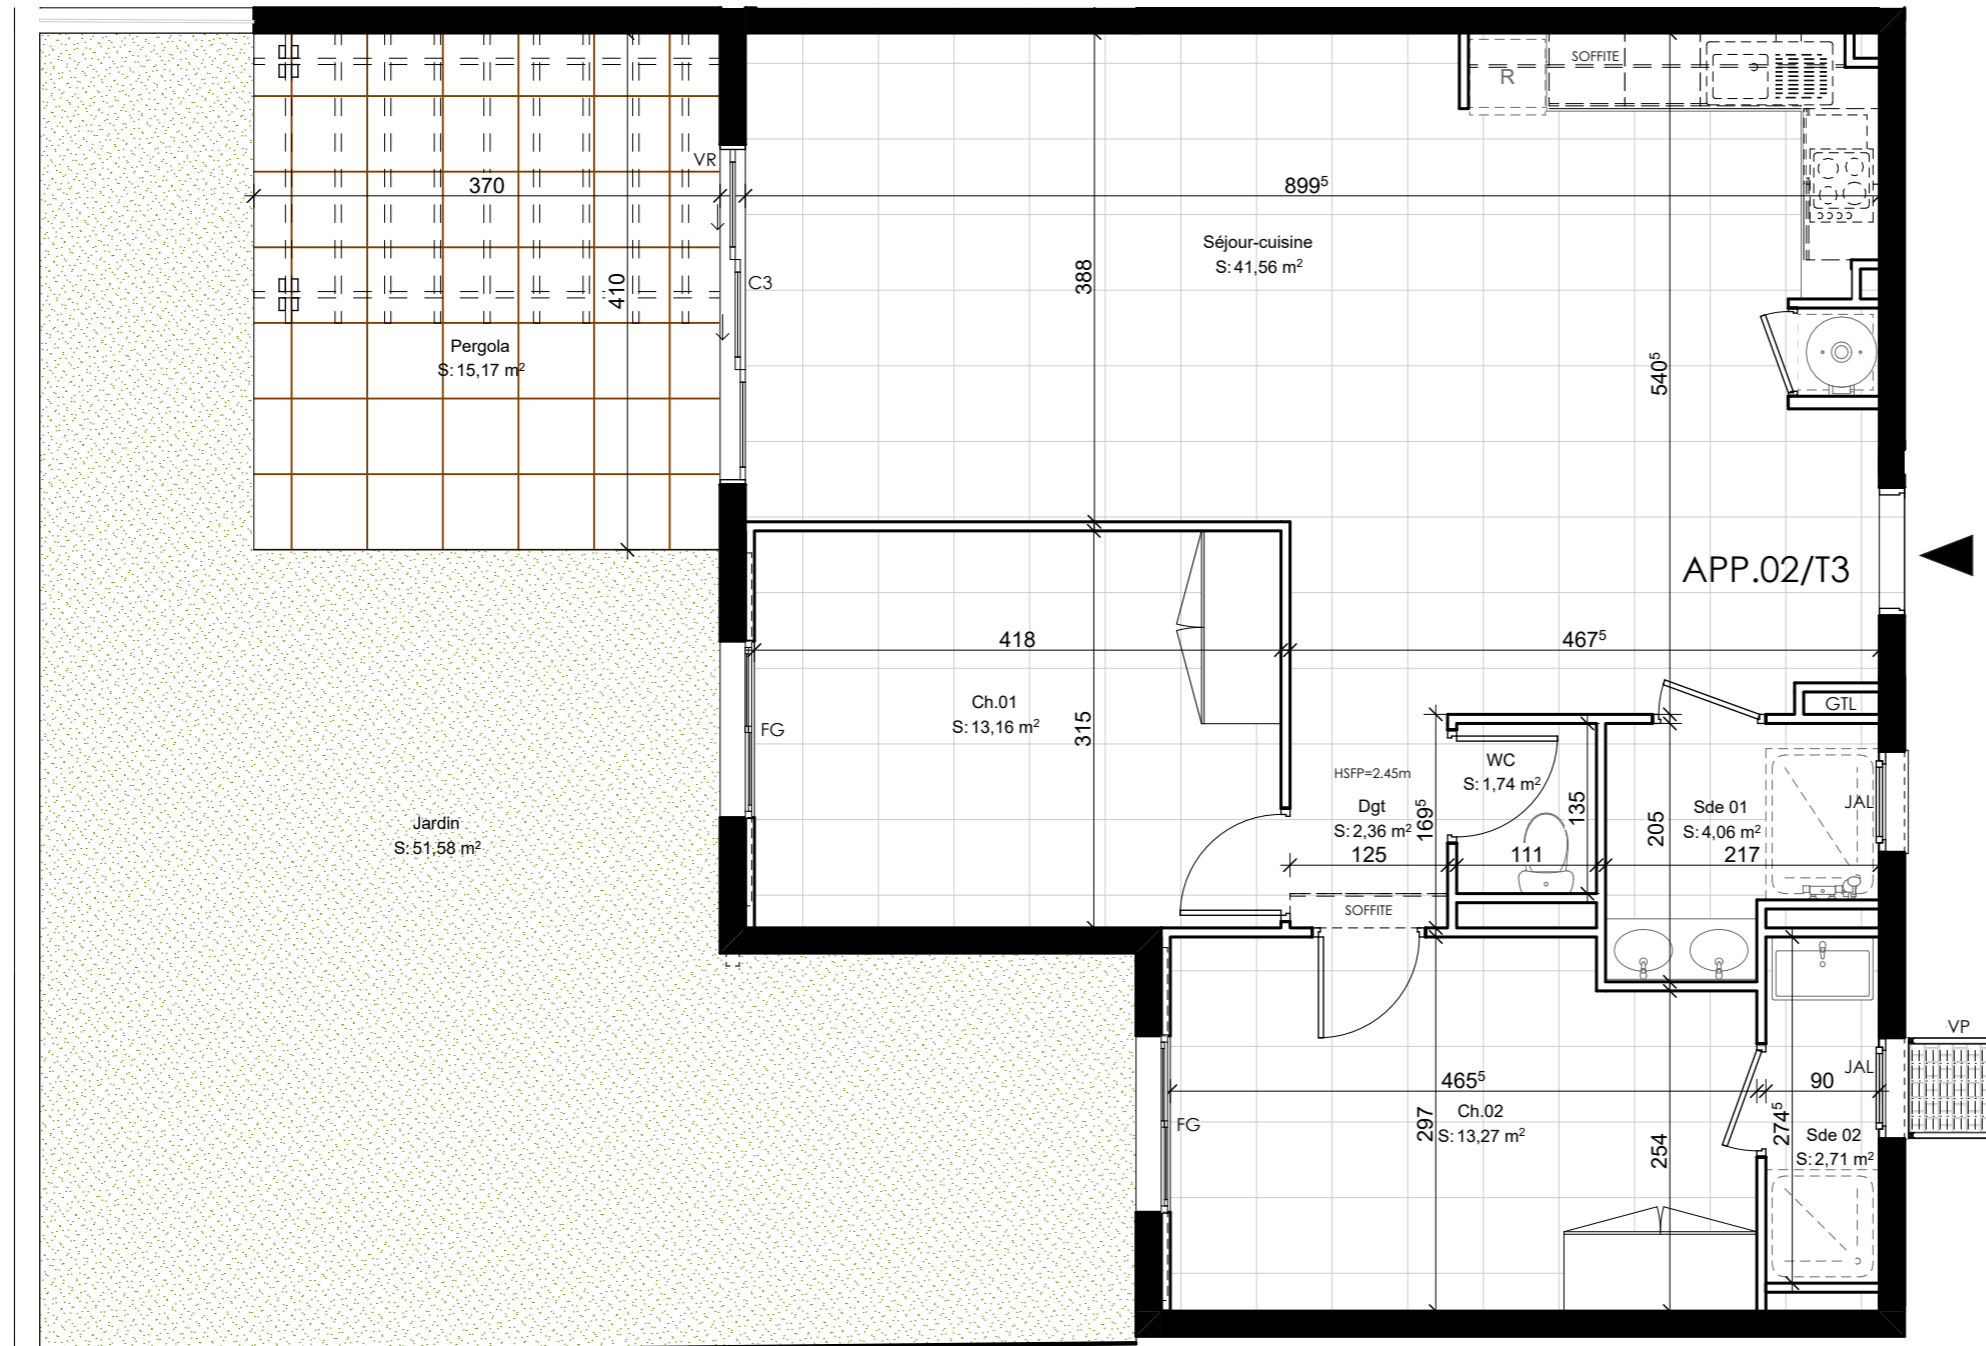 SOFFITE
R
VR
370
899⁵
Séjour-cuisine
S: 41,56 m²
388
410
C3
Pergola
S: 15,17 m²
540⁵
APP.02/T3
418
467⁵
Ch.01
S: 13,16 m²
315
FG
GTL
WC
S: 1,74 m²
HSFP=2.45m
Dgt
S: 2,36 m²
169⁵
135
205
Sde 01
S: 4,06 m²
JAL
Jardin
S: 51,58 m²
125
111
217
SOFFITE
VP
465⁵
90
JAL
Ch.02
S: 13,27 m²
FG
297
254
274⁵
Sde 02
S: 2,71 m²